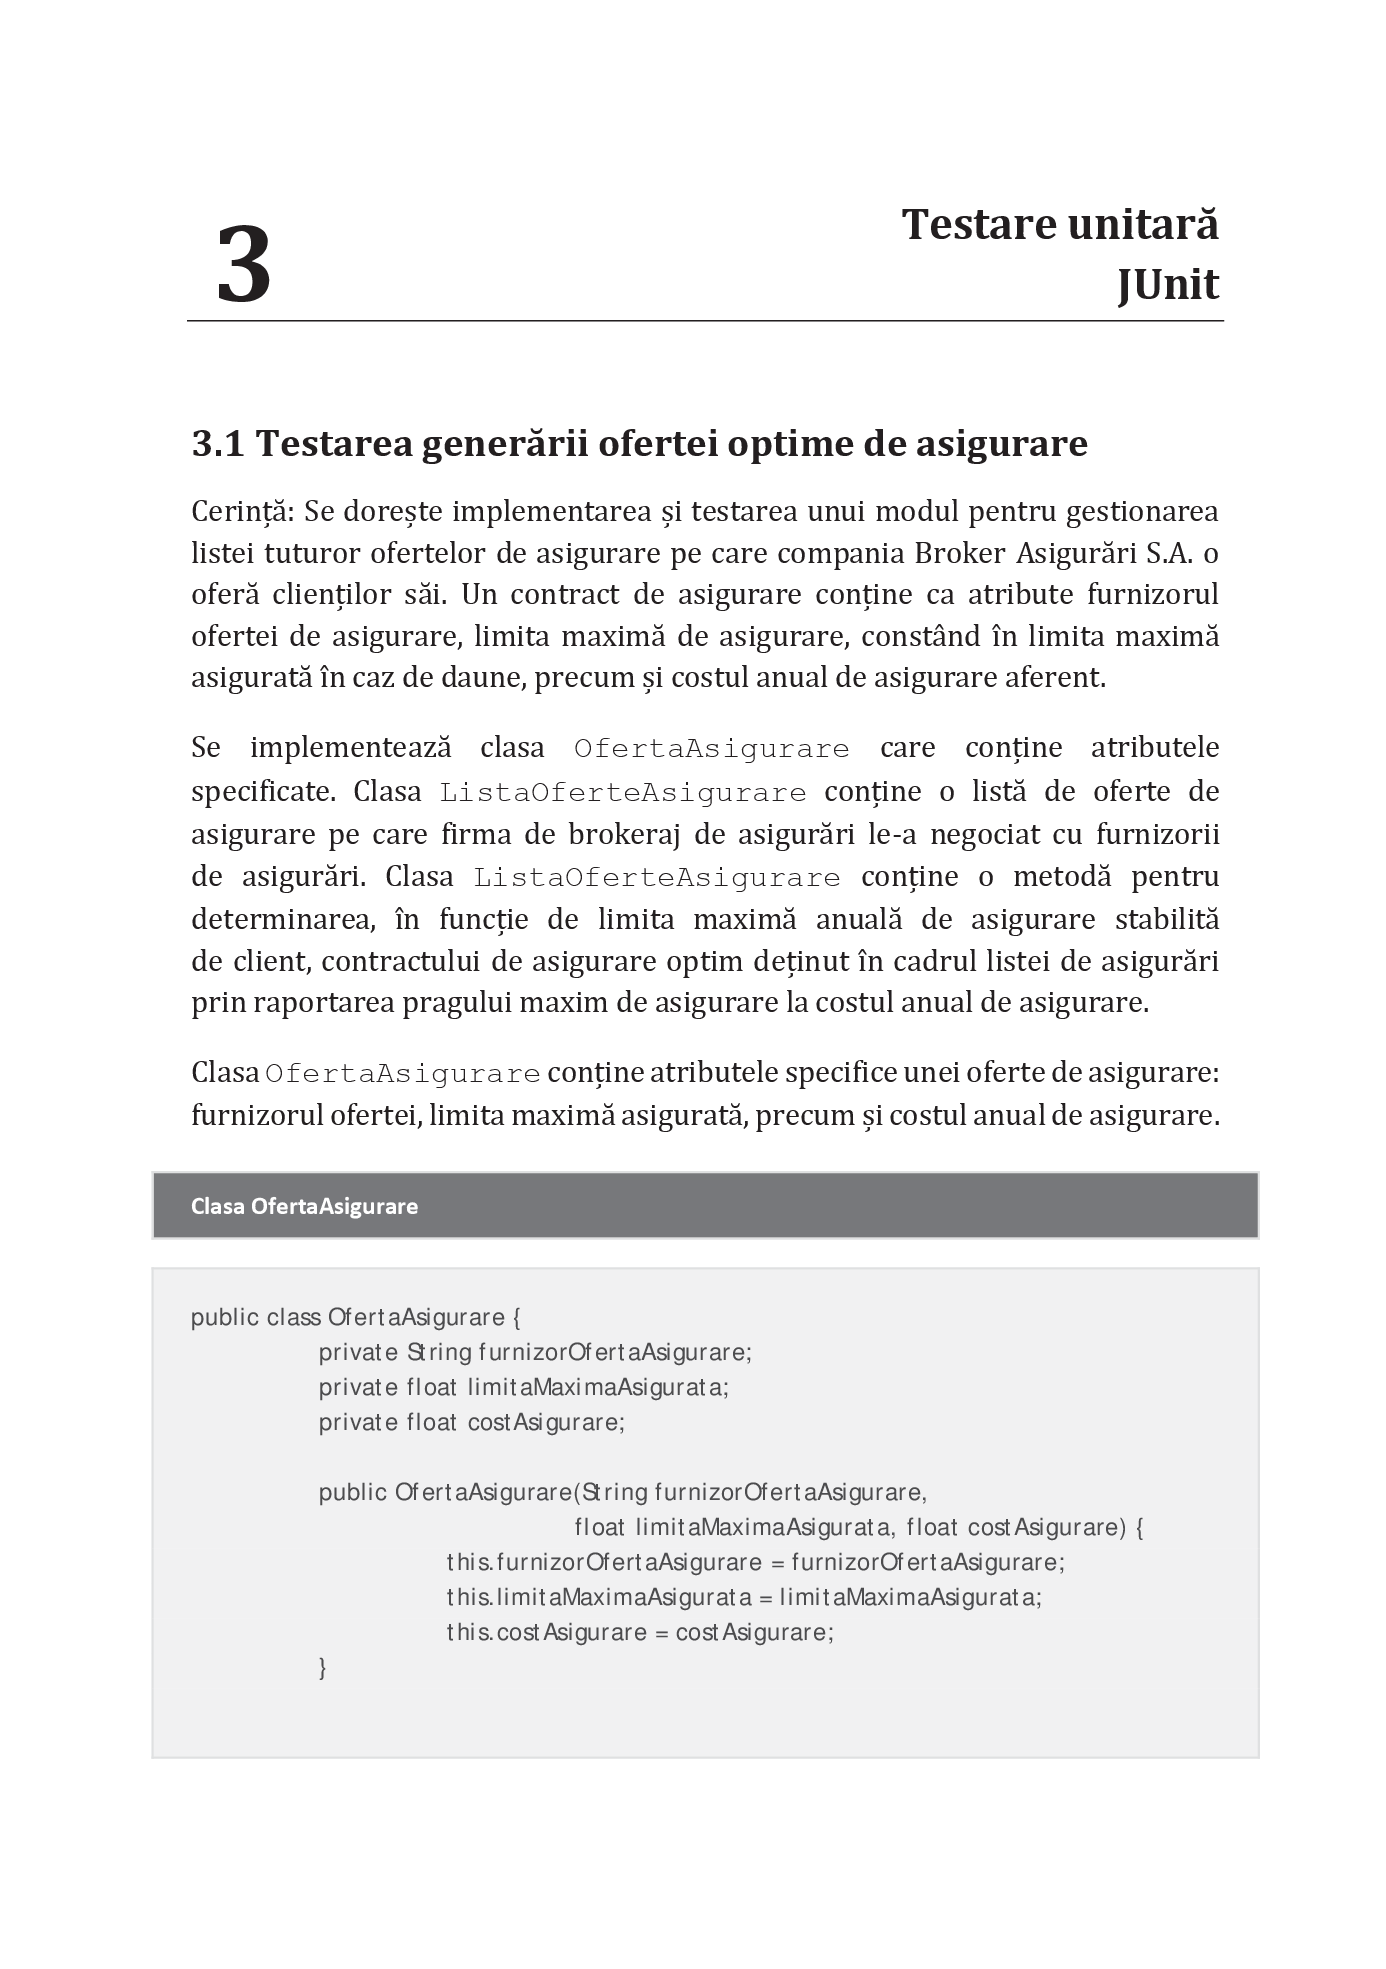 3
Testare unitară
JUnit
3.1 Testarea generării ofertei optime de asigurare
Cerință: Se dorește implementarea și testarea unui modul pentru gestionarea
listei tuturor ofertelor de asigurare pe care compania Broker Asigurări S.A. o
oferă clienților săi. Un contract de asigurare conține ca atribute furnizorul
ofertei de asigurare, limita maximă de asigurare, constând în limita maximă
asigurată în caz de daune, precum și costul anual de asigurare aferent.
Se implementează clasa OfertaAsigurare care conține atributele
specificate. Clasa ListaOferteAsigurare conține o listă de oferte de
asigurare pe care firma de brokeraj de asigurări le-a negociat cu furnizorii
de asigurări. Clasa ListaOferteAsigurare conține o metodă pentru
determinarea, în funcție de limita maximă anuală de asigurare stabilită
de client, contractului de asigurare optim deținut în cadrul listei de asigurări
prin raportarea pragului maxim de asigurare la costul anual de asigurare.
Clasa OfertaAsigurare conține atributele specifice unei oferte de asigurare:
furnizorul ofertei, limita maximă asigurată, precum și costul anual de asigurare.
Clasa OfertaAsigurare
public class OfertaAsigurare {
private String furnizorOfertaAsigurare;
private float limitaMaximaAsigurata;
private float costAsigurare;
public OfertaAsigurare(String furnizorOfertaAsigurare,
float limitaMaximaAsigurata, float costAsigurare) {
this.furnizorOfertaAsigurare = furnizorOfertaAsigurare;
this.limitaMaximaAsigurata = limitaMaximaAsigurata;
this.costAsigurare = costAsigurare;
}